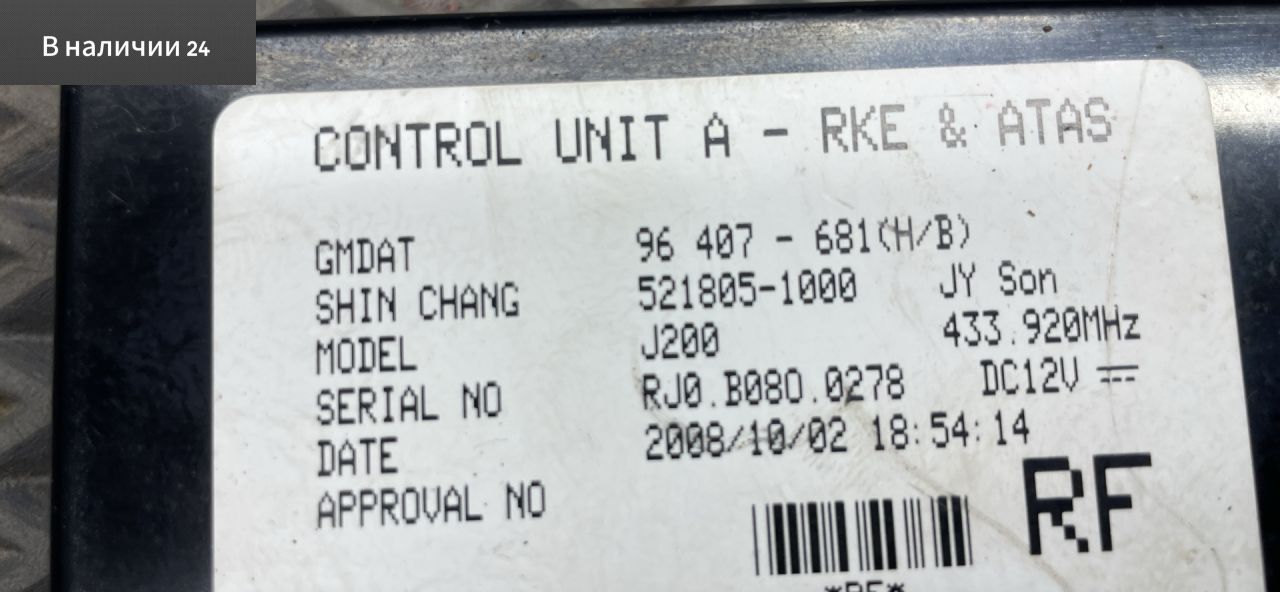 В наличии 24
CONTROL UNIT A - RKE & ATAS
GMDAT 96 407 - 681(H/B)
SHIN CHANG 521805-1000 JY Son
MODEL J200 433.920MHz
SERIAL NO RJ0.B080.0278 DC12V
DATE 2008/10/02 18:54:14
APPROVAL NO
RF